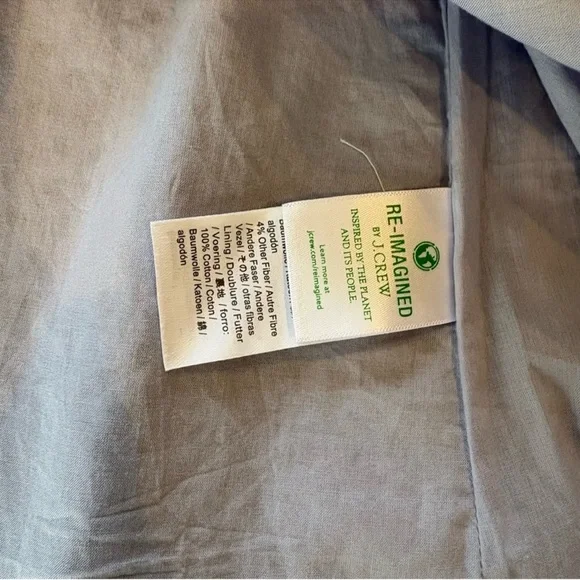 RE-IMAGINED
BY J.CREW
INSPIRED BY THE PLANET
AND ITS PEOPLE.
Learn more at
jcrew.com/reimagined
algodón
4% Other Fiber / Autre Fibre
/ Andere Faser / Andere
Vezel / その他 / otras fibras
Lining / Doublure / Futter
/ Voering / 裏地 / forro:
100% Cotton / Coton /
Baumwolle / Katoen / 綿 /
algodón